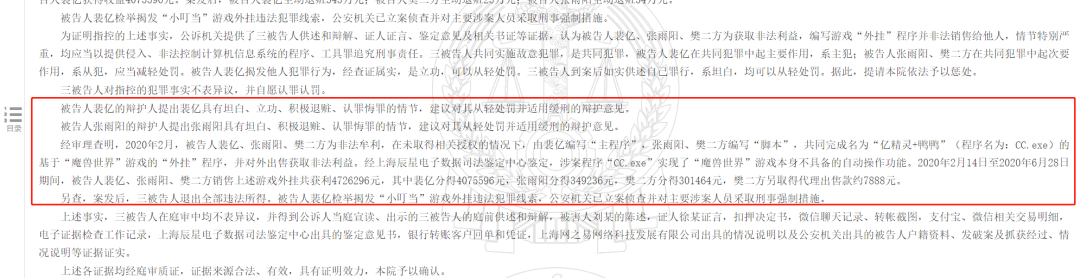 被告人裴亿检举揭发“小叮当”游戏外挂违法犯罪线索，公安机关已立案侦查并对主要涉案人员采取刑事强制措施。
为证明指控的上述事实，公诉机关提供了三被告人供述和辩解、证人证言、鉴定意见及相关书证等证据，认为被告人裴亿、张雨阳、樊二方为获取非法利益，编写游戏“外挂”程序并非法销售给他人，情节特别严
重，均应当以提供侵入、非法控制计算机信息系统的程序、工具罪追究刑事责任。三被告人共同实施故意犯罪，是共同犯罪，被告人裴亿在共同犯罪中起主要作用，系主犯；被告人张雨阳、樊二方在共同犯罪中起次要
作用，系从犯，应当减轻处罚。被告人裴亿揭发他人犯罪行为，经查证属实，是立功，可以从轻处罚。三被告人到案后如实供述自己罪行，系坦白，均可以从轻处罚。据此，提请本院依法予以惩处。
三被告人对指控的犯罪事实不表异议，并自愿认罪认罚。
被告人裴亿的辩护人提出裴亿具有坦白、立功、积极退赃、认罪悔罪的情节，建议对其从轻处罚并适用缓刑的辩护意见。
目录
被告人张雨阳的辩护人提出张雨阳具有坦白、积极退赃、认罪悔罪的情节，建议对其从轻处罚并适用缓刑的辩护意见。
经审理查明，2020年2月，被告人裴亿、张雨阳、樊二方为非法牟利，在未取得相关授权的情况下，由裴亿编写“主程序”，张雨阳、樊二方编写“脚本”，共同完成名为“亿精灵+鸭鸭”（程序名为：CC.exe）的
基于“魔兽世界”游戏的“外挂”程序，并对外出售获取非法利益。经上海辰星电子数据司法鉴定中心鉴定，涉案程序“CC.exe”实现了“魔兽世界”游戏本身不具备的自动操作功能。2020年2月14日至2020年6月28日
期间，被告人裴亿、张雨阳、樊二方销售上述游戏外挂共获利4726296元，其中裴亿分得4075596元，张雨阳分得349236元，樊二方分得301464元，樊二方另取得代理出售款约7888元。
另查，案发后，三被告人退出全部违法所得，被告人裴亿检举揭发“小叮当”游戏外挂违法犯罪线索，公安机关已立案侦查并对主要涉案人员采取刑事强制措施。
上述事实，三被告人在庭审中均不表异议，并得到公诉人当庭宣读、出示的三被告人的庭前供述和辩解，被害人刘某的陈述，证人徐某证言，扣押决定书，微信聊天记录、转帐截图，支付宝、微信相关交易明细，
电子证据检查工作记录，上海辰星电子数据司法鉴定中心出具的鉴定意见书，银行转账客户回单和凭证，上海网之易网络科技发展有限公司出具的情况说明以及公安机关出具的被告人户籍资料、发破案及抓获经过、情
况说明等证据证实。
上述各证据均经庭审质证，证据来源合法、有效，具有证明效力，本院予以确认。